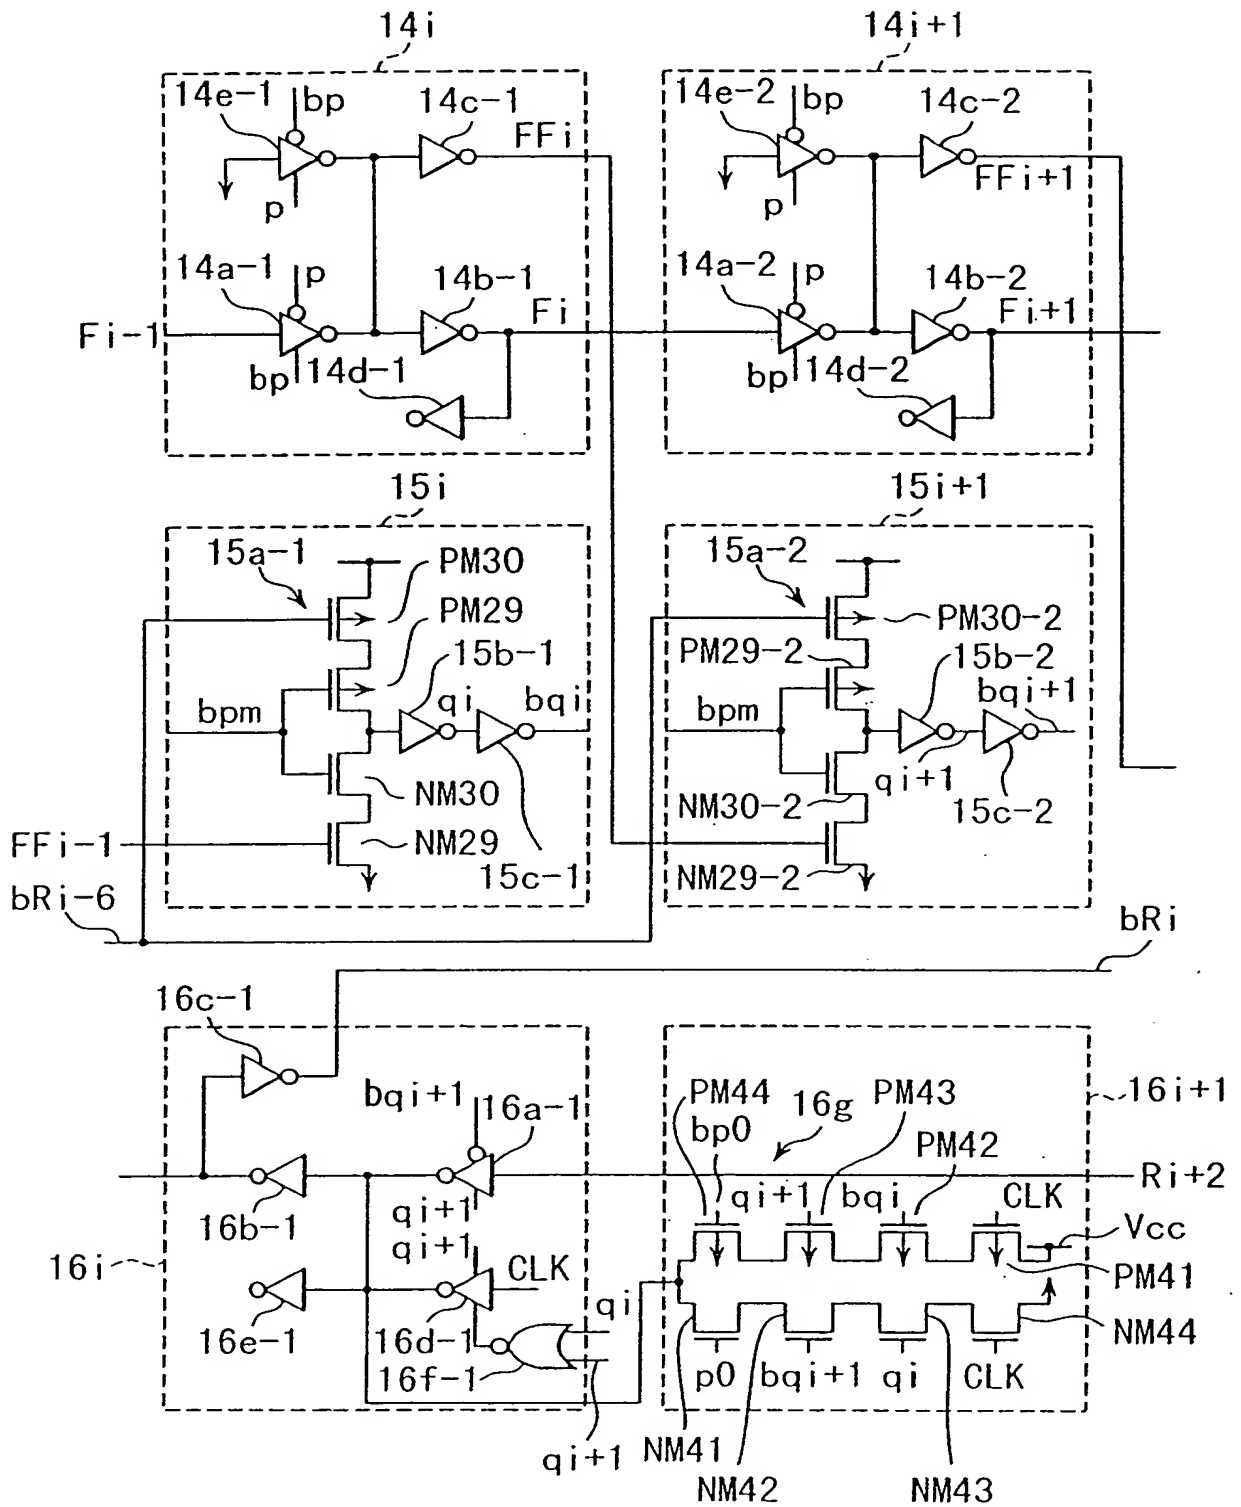 14i
14i+1
14e-1
bp
14c-1
FFi
p
14a-1
p
14b-1
Fi
Fi-1
bp
14d-1
14e-2
bp
14c-2
FFi+1
p
14a-2
p
14b-2
Fi+1
bp
14d-2
15i
15i+1
15a-1
PM30
PM29
15b-1
bpm
qi
bqi
NM30
NM29
15c-1
FFi-1
bRi-6
15a-2
PM30-2
PM29-2
15b-2
bpm
bqi+1
qi+1
NM30-2
15c-2
NM29-2
bRi
16c-1
bqi+1
16a-1
16b-1
qi+1
qi+1
CLK
16i
16e-1
16d-1
16f-1
qi
qi+1
PM44
bp0
16g
PM43
PM42
16i+1
Ri+2
qi+1
bqi
CLK
Vcc
PM41
NM44
p0
bqi+1
qi
CLK
NM41
NM42
NM43